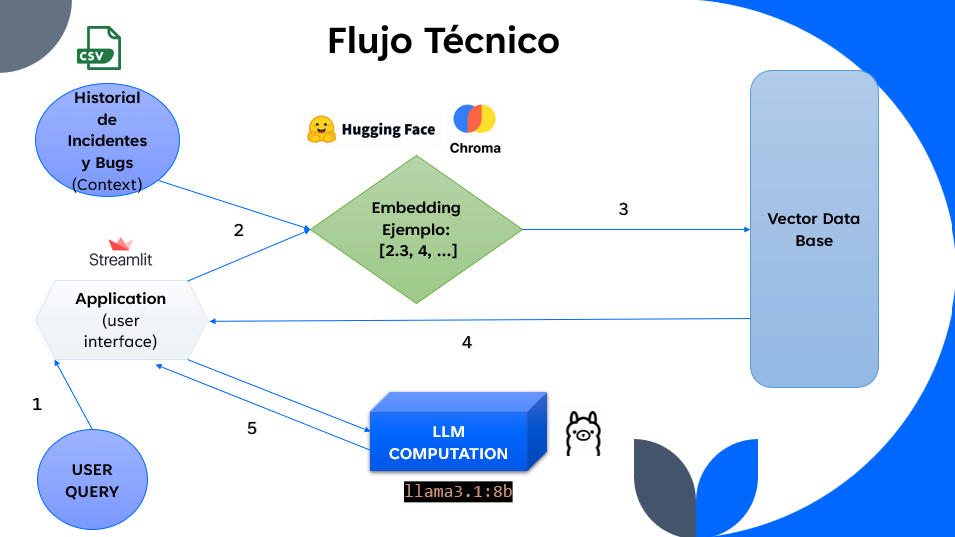 Flujo Técnico
CSV
Historial
de
Incidentes
y Bugs
(Context)
Hugging Face
Chroma
Embedding
Ejemplo:
[2.3, 4, ...]
2
3
Vector Data
Base
Streamlit
Application
(user
interface)
4
1
5
LLM
COMPUTATION
USER
QUERY
llama3.1:8b